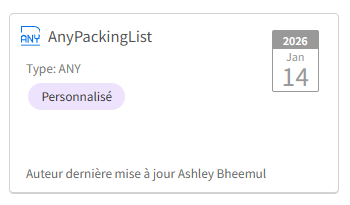 ANY AnyPackingList
2026
Jan
14
Type: ANY
Personnalisé
Auteur dernière mise à jour Ashley Bheemul